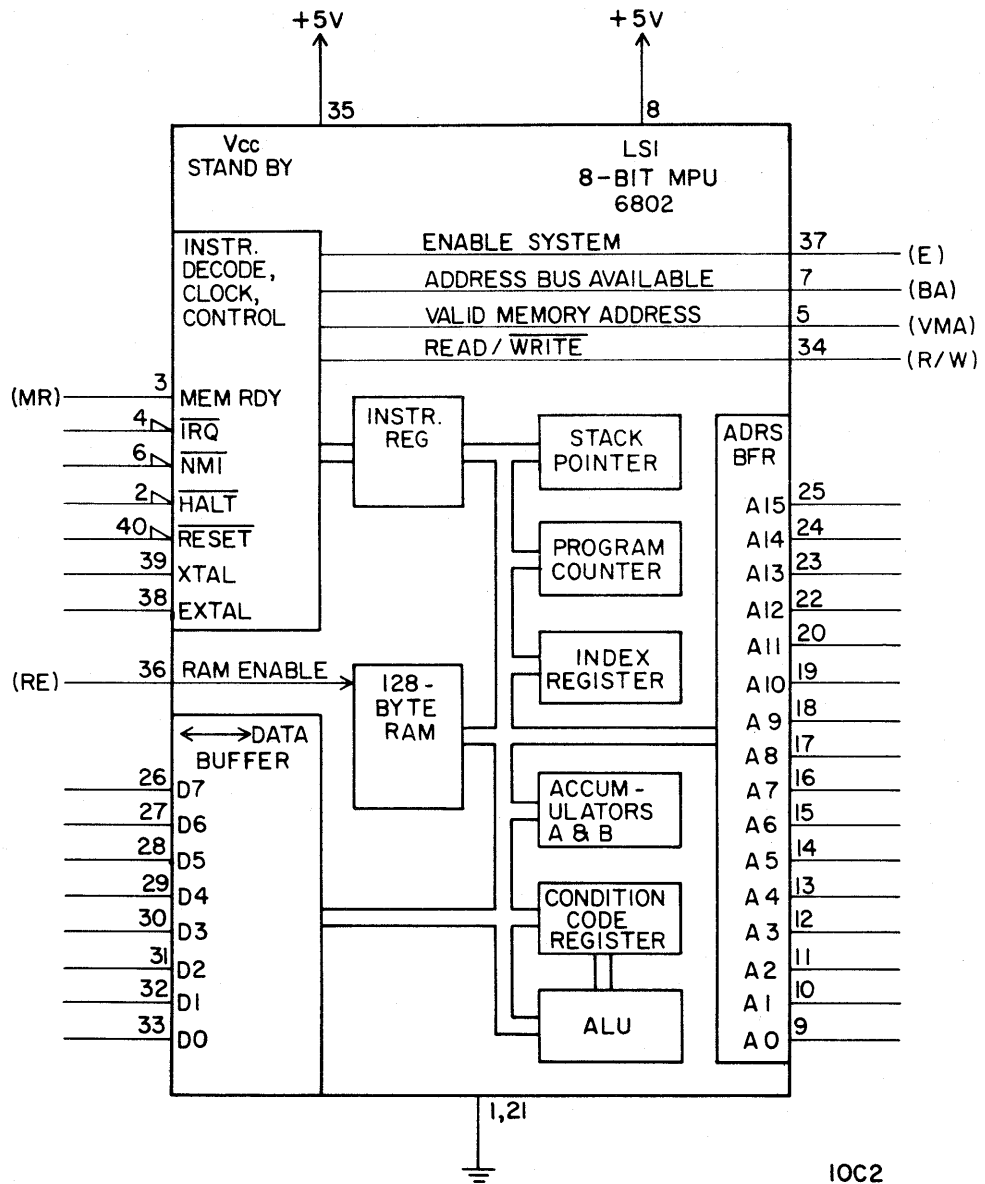 +5V
+5V
35
8
Vcc
STAND BY
LSI
8-BIT MPU
6802
INSTR.
DECODE,
CLOCK,
CONTROL
ENABLE SYSTEM
37
(E)
ADDRESS BUS AVAILABLE
7
(BA)
VALID MEMORY ADDRESS
5
(VMA)
READ/WRITE
34
(R/W)
(MR)
3
MEM RDY
4
IRQ
6
NMI
2
HALT
40
RESET
39
XTAL
38
EXTAL
INSTR.
REG
STACK
POINTER
PROGRAM
COUNTER
INDEX
REGISTER
(RE)
36
RAM ENABLE
128-
BYTE
RAM
DATA
BUFFER
26
D7
27
D6
28
D5
29
D4
30
D3
31
D2
32
D1
33
D0
ACCUM-
ULATORS
A & B
CONDITION
CODE
REGISTER
ALU
ADRS
BFR
A15
25
A14
24
A13
23
A12
22
A11
20
A10
19
A9
18
A8
17
A7
16
A6
15
A5
14
A4
13
A3
12
A2
11
A1
10
A0
9
1,21
10C2